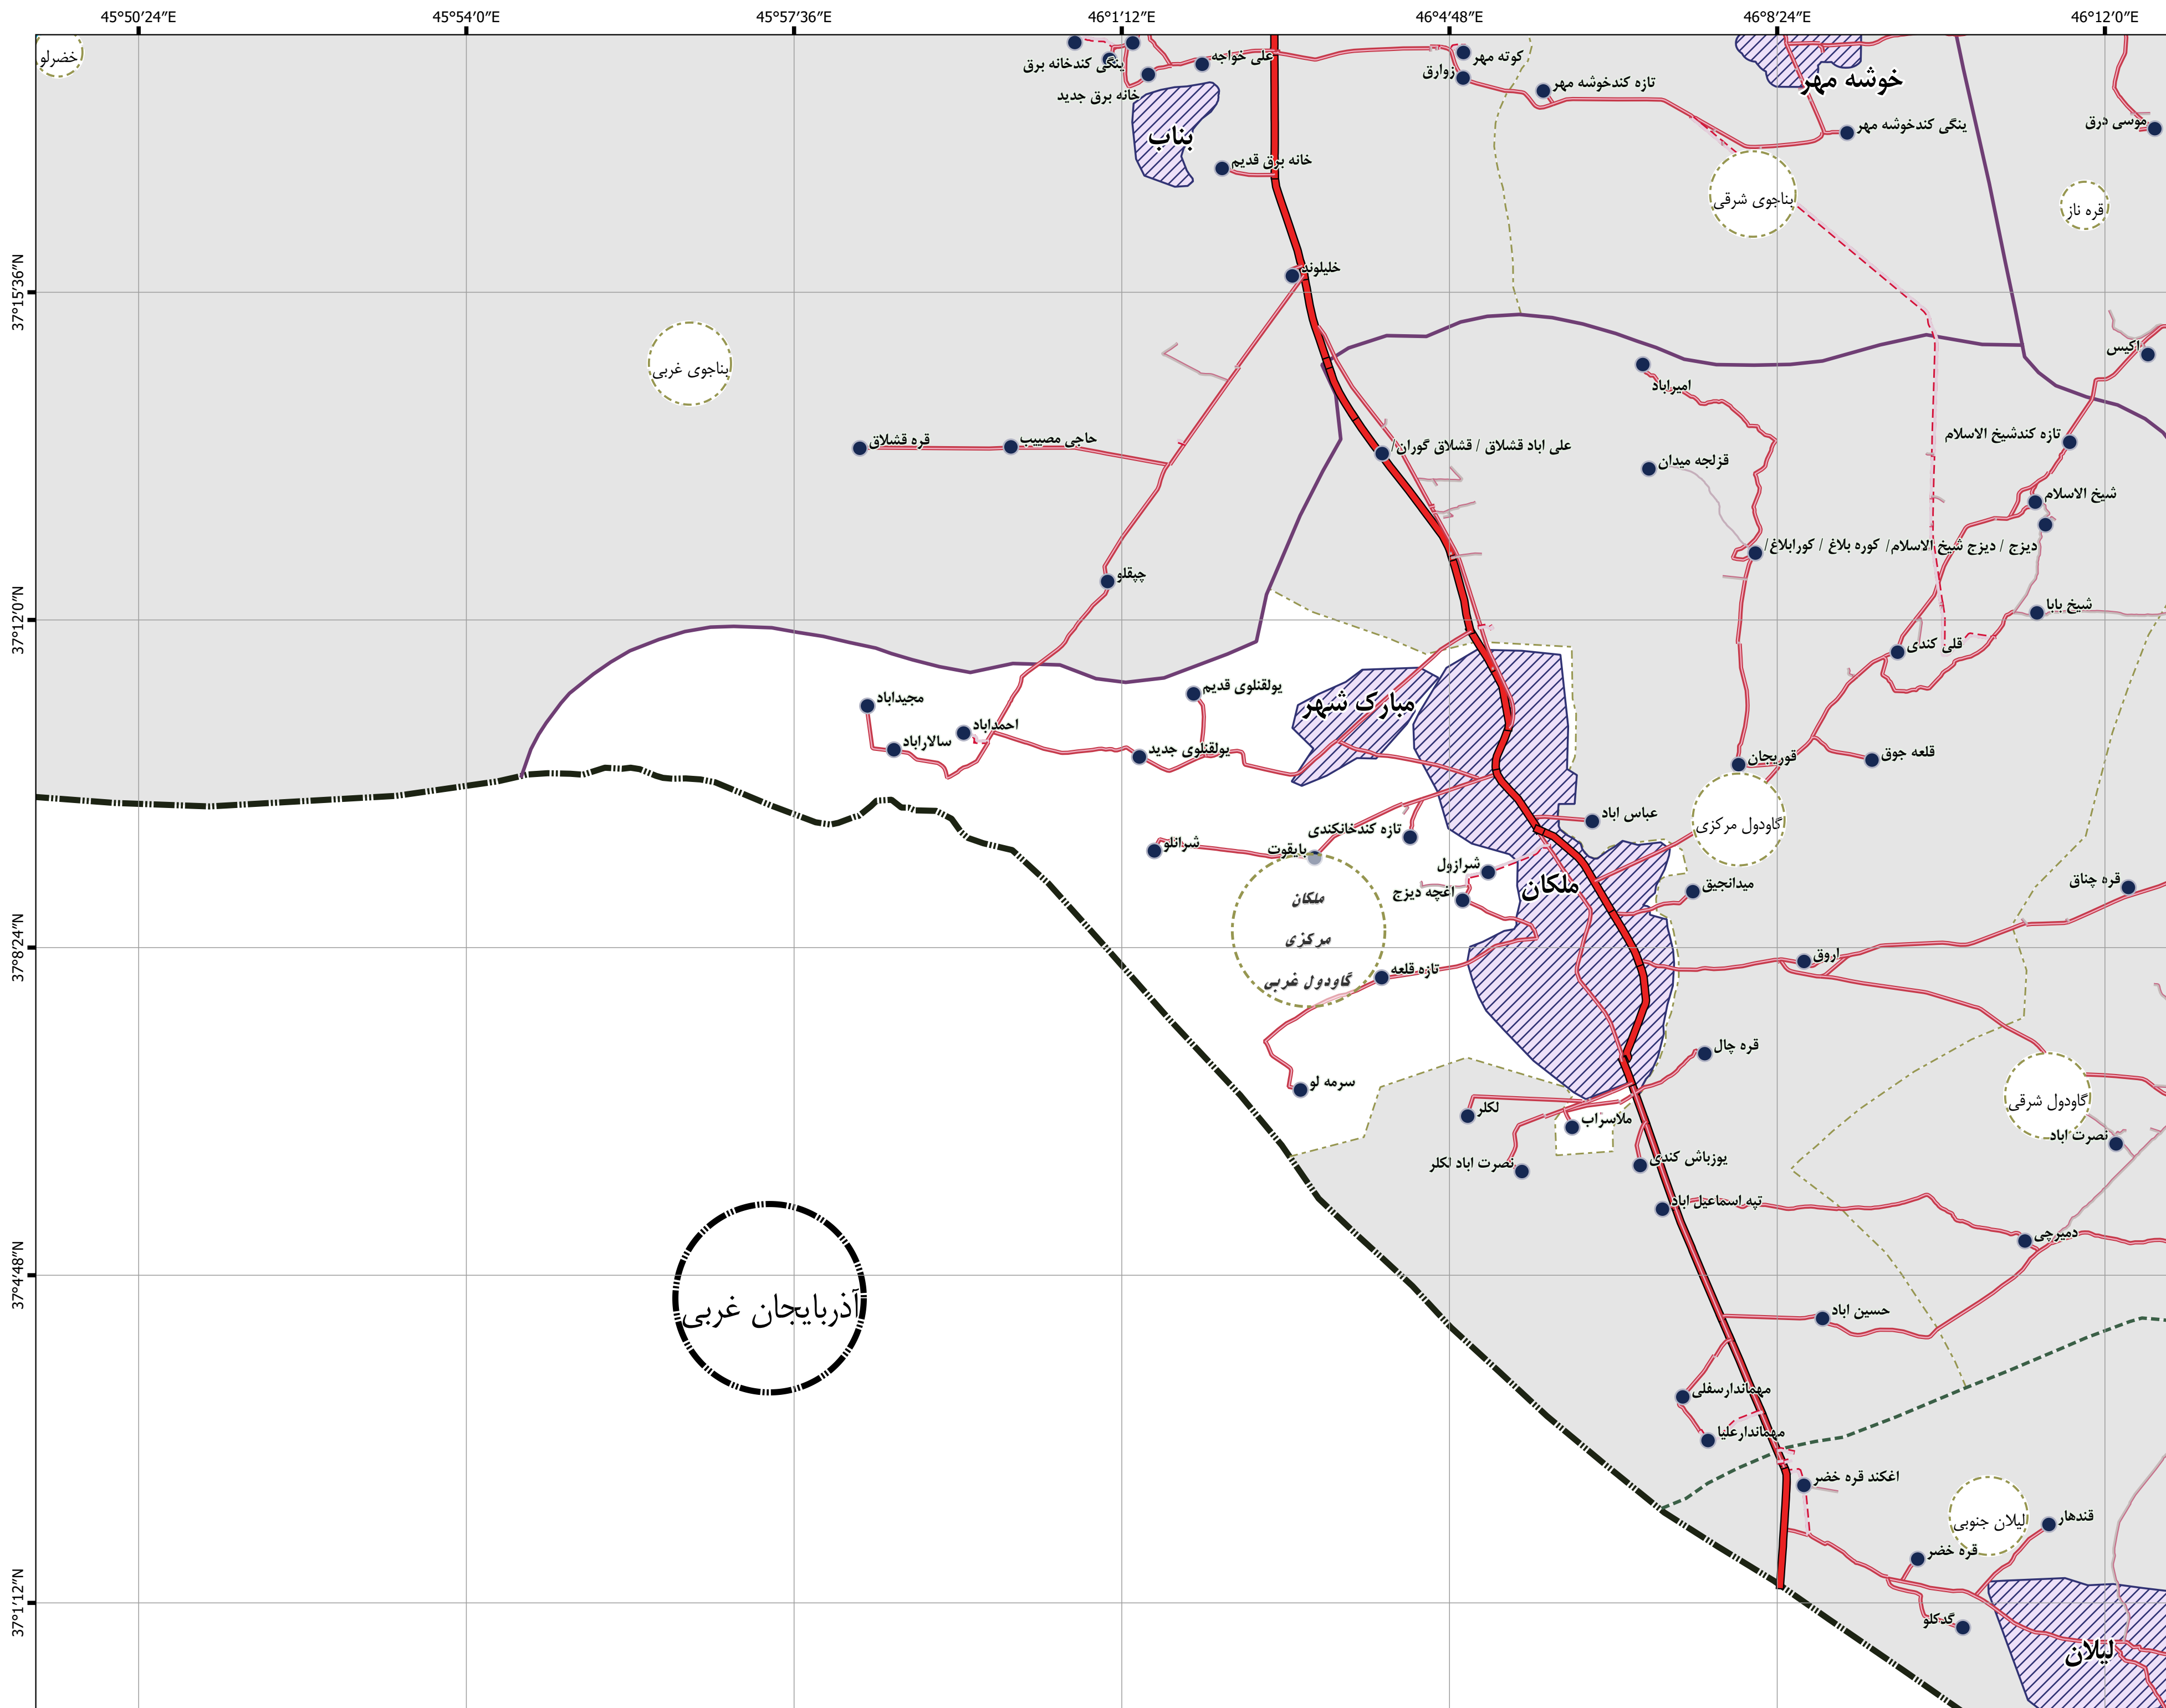 45°50'24"E
45°54'0"E
45°57'36"E
46°1'12"E
46°4'48"E
46°8'24"E
46°12'0"E
37°15'36"N
37°12'0"N
37°8'24"N
37°4'48"N
37°1'12"N
خضرلو
ینگی کندخانه برق
علی خواجه
خانه برق جدید
بناب
خانه برق قدیم
کوته مهر
زوارق
تازه کندخوشه مهر
خوشه مهر
ینگی کندخوشه مهر
موسی درق
بناجوی شرقی
قره ناز
خلیلوند
بناجوی غربی
اکیس
امیراباد
قره قشلاق
حاجی مصیب
علی اباد قشلاق / قشلاق گوران/
قزلجه میدان
تازه کندشیخ الاسلام
شیخ الاسلام
دیزج / دیزج شیخ الاسلام/
کوره بلاغ / کورابلاغ/
چپقلو
شیخ بابا
قلی کندی
مجیداباد
سالاراباد
احمداباد
یولقنلوی قدیم
یولقنلوی جدید
مبارک شهر
قوریجان
قلعه جوق
عباس اباد
گاودول مرکزی
تازه کندخانکندی
بایقوت
شرانلو
شرازول
اغچه دیزج
ملکان
میدانجیق
قره چناق
ملکان
مرکزی
گاودول غربی
تازه قلعه
اروق
سرمه لو
قره چال
لکلر
ملاسراب
گاودول شرقی
نصرت اباد
نصرت اباد لکلر
یوزباش کندی
تپه اسماعیل اباد
دمیرچی
آذربایجان غربی
حسین اباد
مهماندارسفلی
مهماندارعلیا
اغکند قره خضر
لیلان جنوبی
قندهار
قره خضر
گدکلو
لیلان